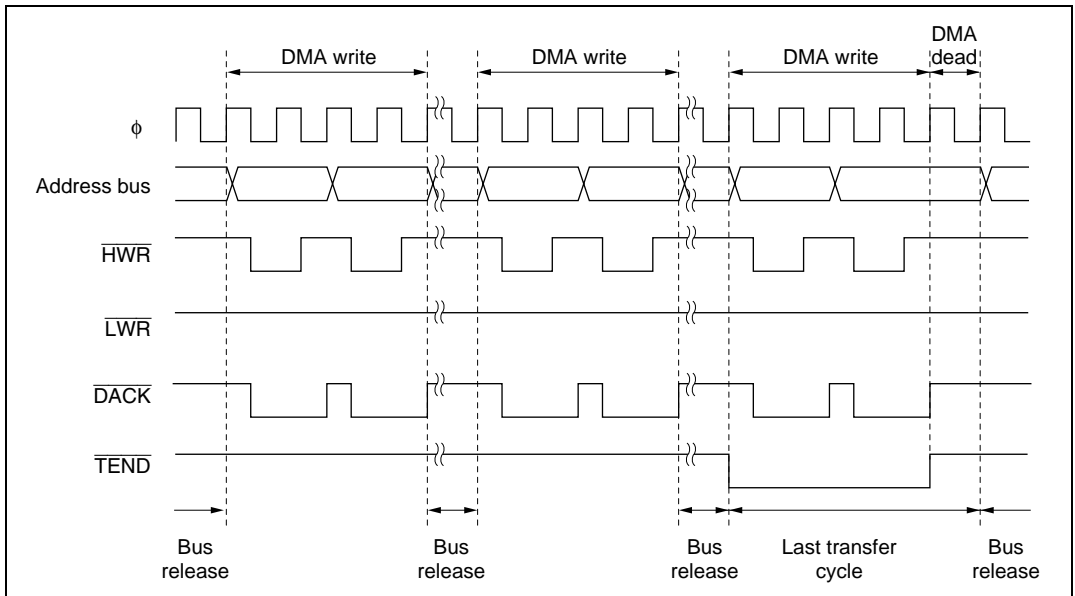 DMA
DMA write DMA write DMA write dead
ϕ
Address bus
HWR
LWR
DACK
TEND
Bus release
Bus release
Bus release
Last transfer cycle
Bus release